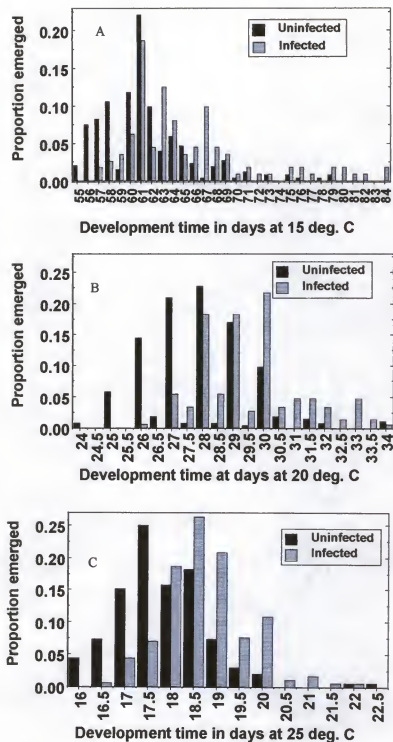 Proportion emerged
A
Uninfected
Infected
0.20
0.15
0.10
0.05
0.00
55 56 57 58 59 60 61 62 63 64 65 66 67 68 69 70 71 72 73 74 75 76 77 78 79 80 81 82 83 84
Development time in days at 15 deg. C
Proportion emerged
B
Uninfected
Infected
0.25
0.20
0.15
0.10
0.05
0.00
24 24.5 25 25.5 26 26.5 27 27.5 28 28.5 29 29.5 30 30.5 31 31.5 32 32.5 33 33.5 34
Development time at days at 20 deg. C
Proportion emerged
C
Uninfected
Infected
0.25
0.20
0.15
0.10
0.05
0.00
16 16.5 17 17.5 18 18.5 19 19.5 20 20.5 21 21.5 22 22.5
Development time in days at 25 deg. C